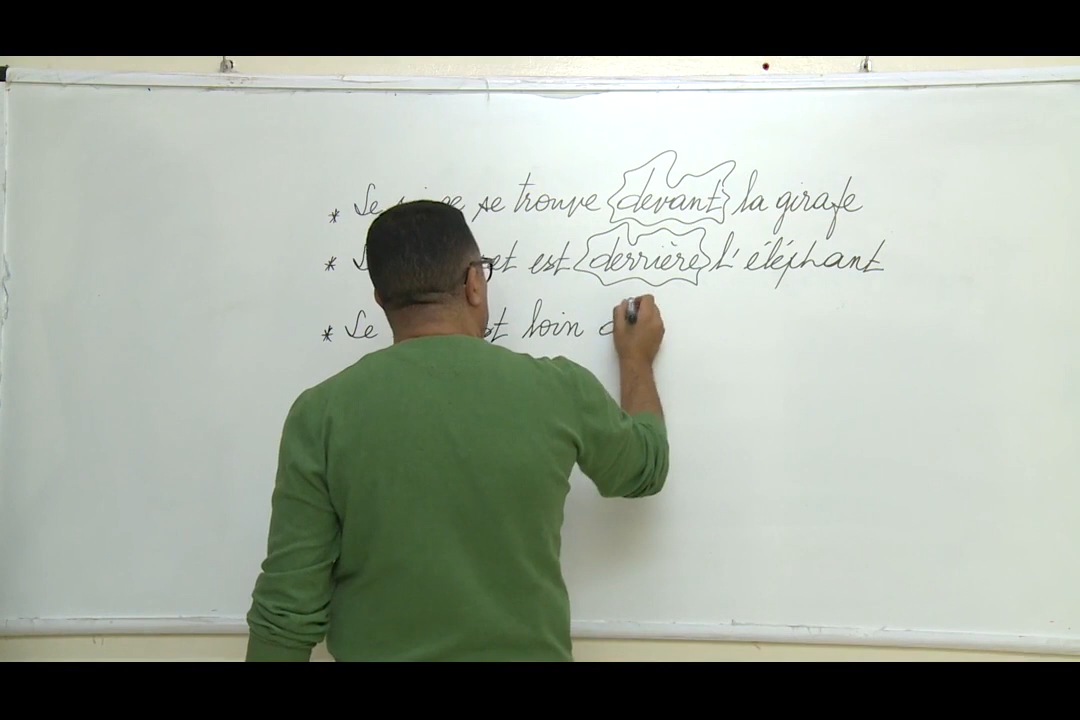 * Le se trouve devant la girafe
* est derrière l'éléphant
* Le loin